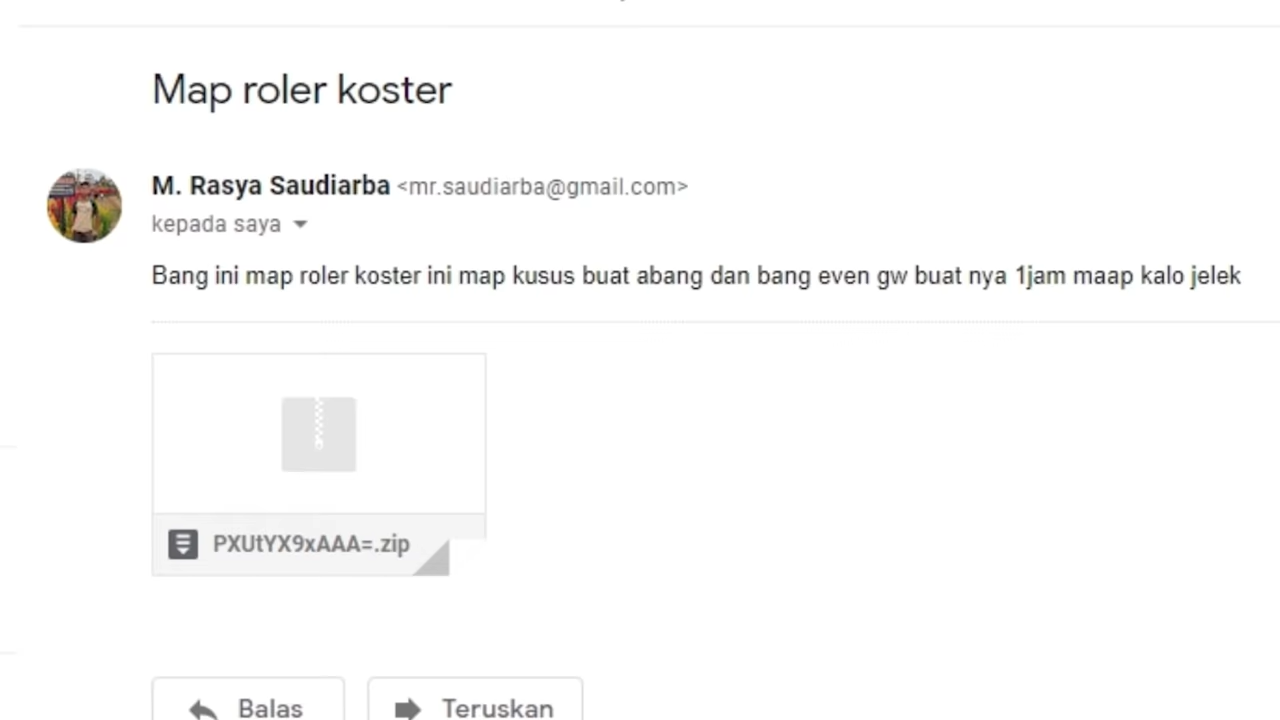 Map roler koster
M. Rasya Saudiarba <mr.saudiarba@gmail.com>
kepada saya
Bang ini map roler koster ini map kusus buat abang dan bang even gw buat nya 1jam maap kalo jelek
PXUtYX9xAAA=.zip
Balas
Teruskan